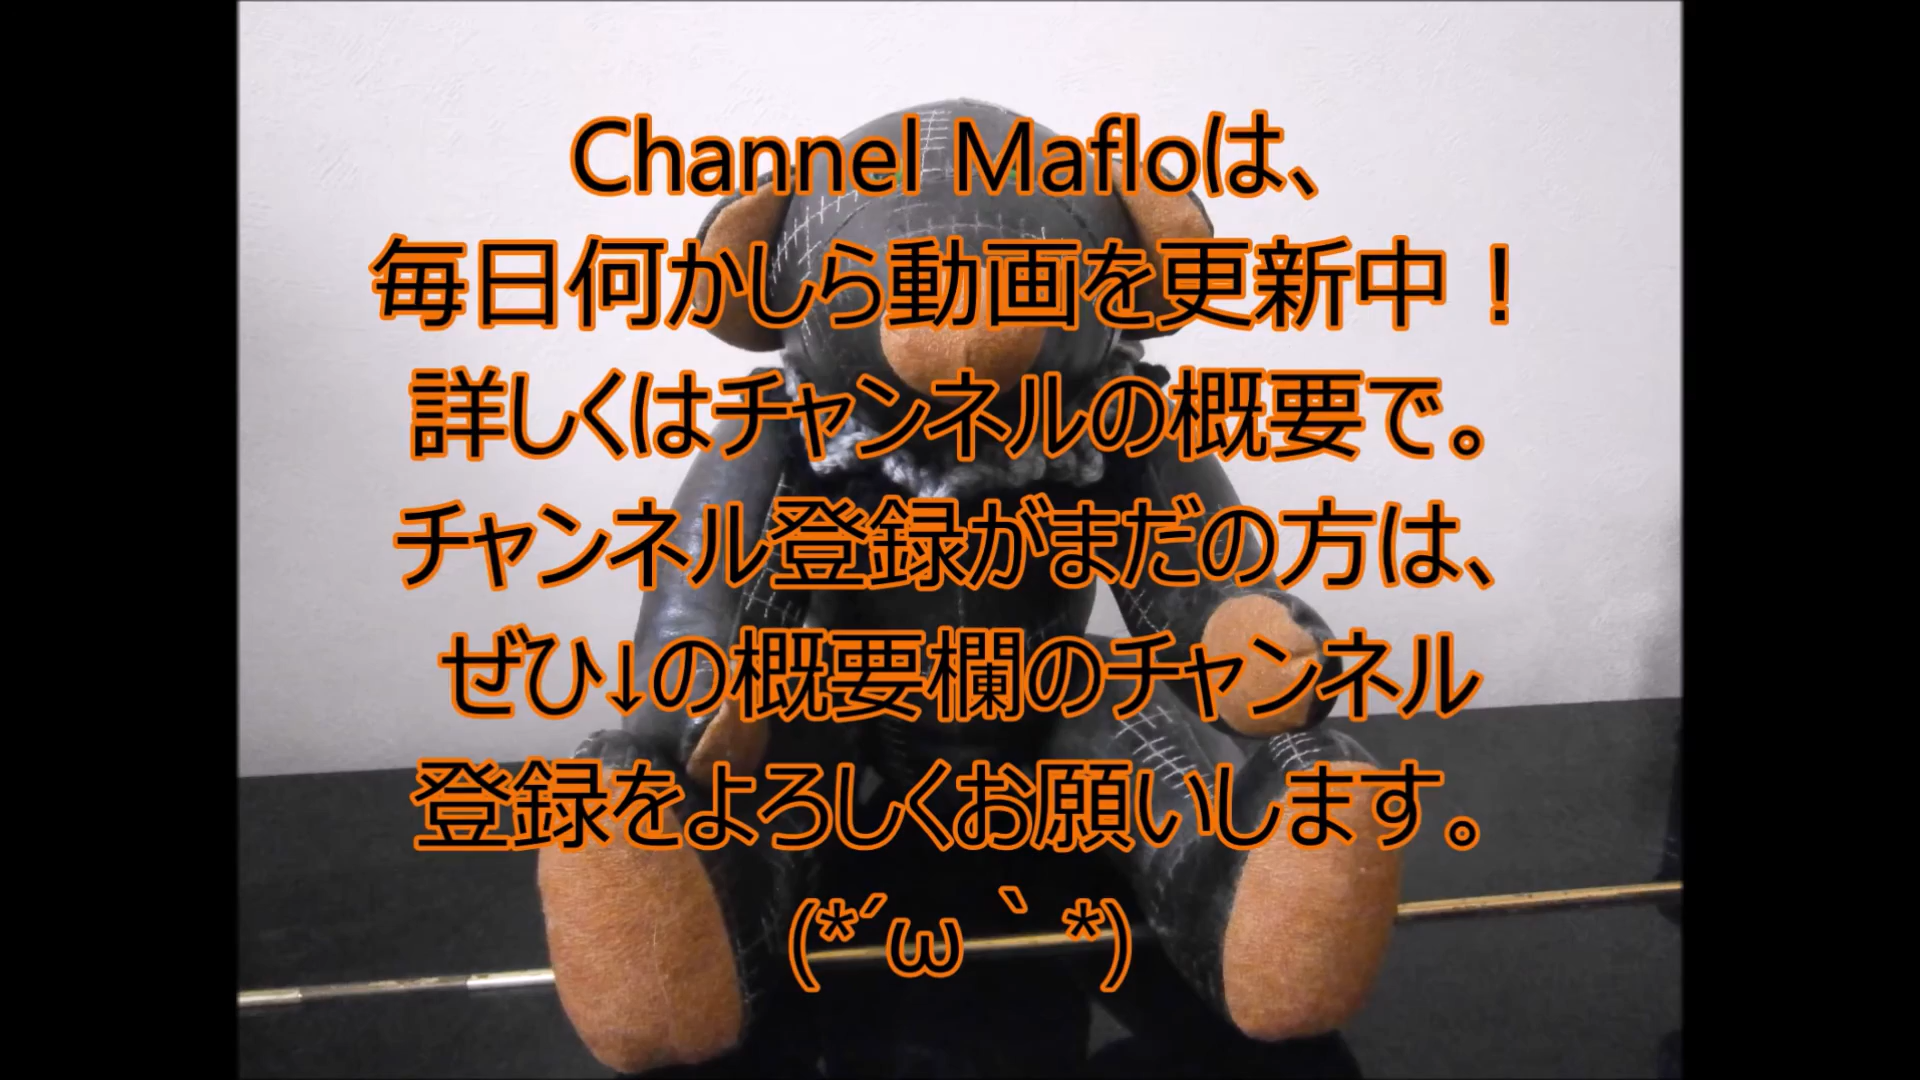 Channel Mafloは、
毎日何かしら動画を更新中！
詳しくはチャンネルの概要で。
チャンネル登録がまだの方は、
ぜひ↓の概要欄のチャンネル
登録をよろしくお願いします。
(*´ω｀*)